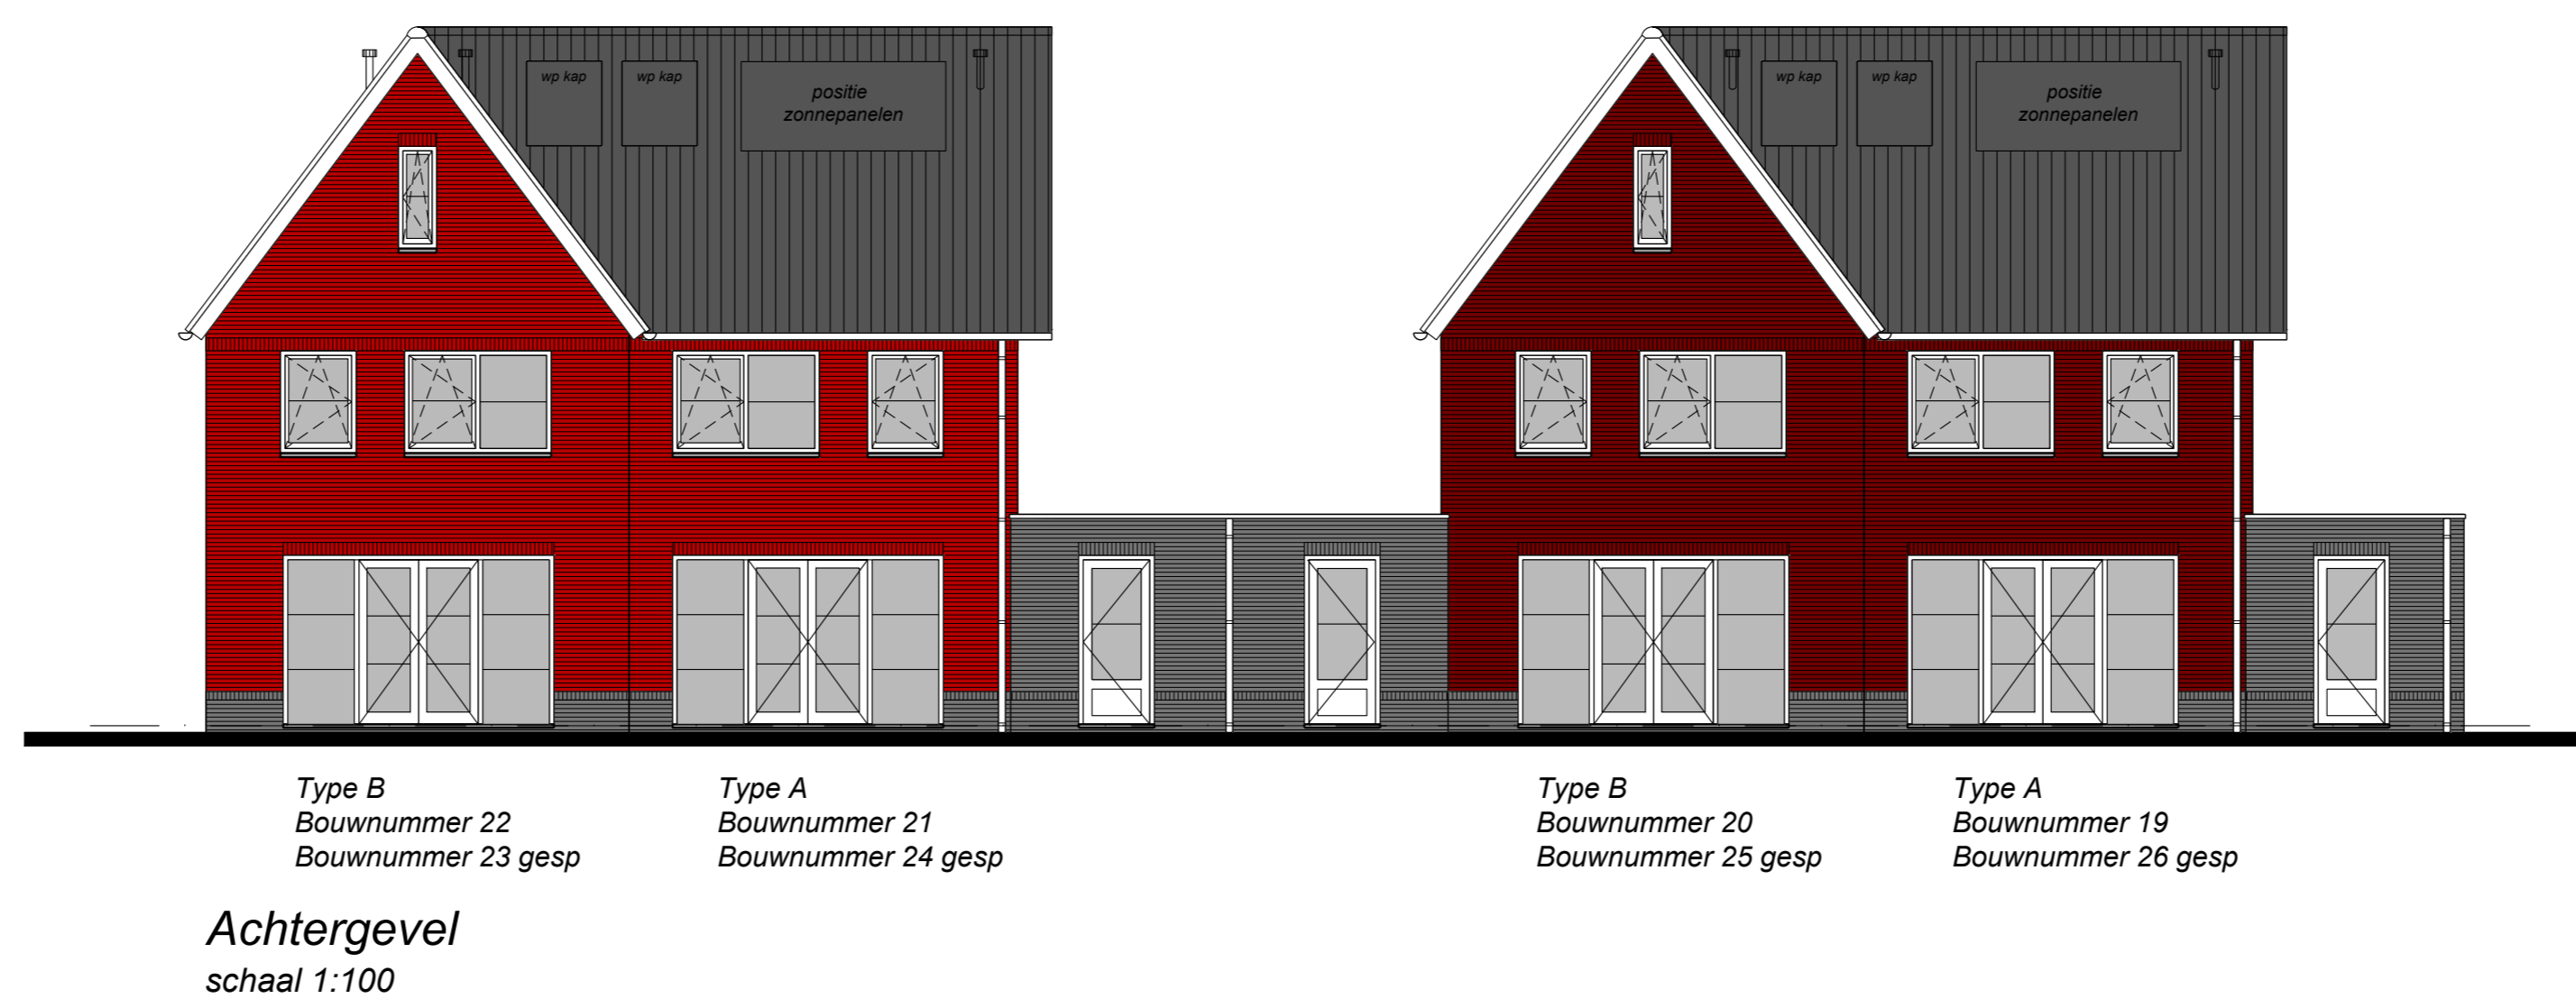 wp kap
wp kap
positie
zonnepanelen
wp kap
wp kap
positie
zonnepanelen
Type B
Bouwnummer 22
Bouwnummer 23 gesp
Type A
Bouwnummer 21
Bouwnummer 24 gesp
Type B
Bouwnummer 20
Bouwnummer 25 gesp
Type A
Bouwnummer 19
Bouwnummer 26 gesp
Achtergevel
schaal 1:100